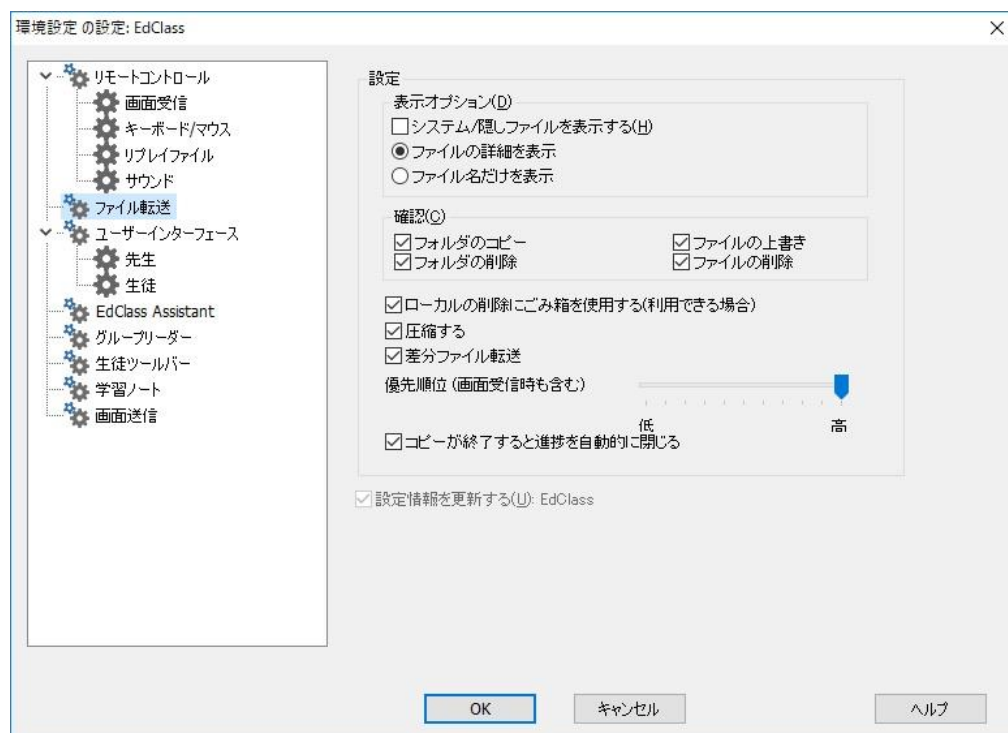 環境設定 の設定: EdClass
リモートコントロール
画面受信
キーボード/マウス
リプレイファイル
サウンド
ファイル転送
ユーザーインターフェース
先生
生徒
EdClass Assistant
グループリーダー
生徒ツールバー
学習ノート
画面送信
設定
表示オプション(D)
システム/隠しファイルを表示する(H)
ファイルの詳細を表示
ファイル名だけを表示
確認(C)
フォルダのコピー
ファイルの上書き
フォルダの削除
ファイルの削除
ローカルの削除にごみ箱を使用する(利用できる場合)
圧縮する
差分ファイル転送
優先順位 (画面受信時も含む)
低
高
コピーが終了すると進捗を自動的に閉じる
設定情報を更新する(U): EdClass
OK
キャンセル
ヘルプ